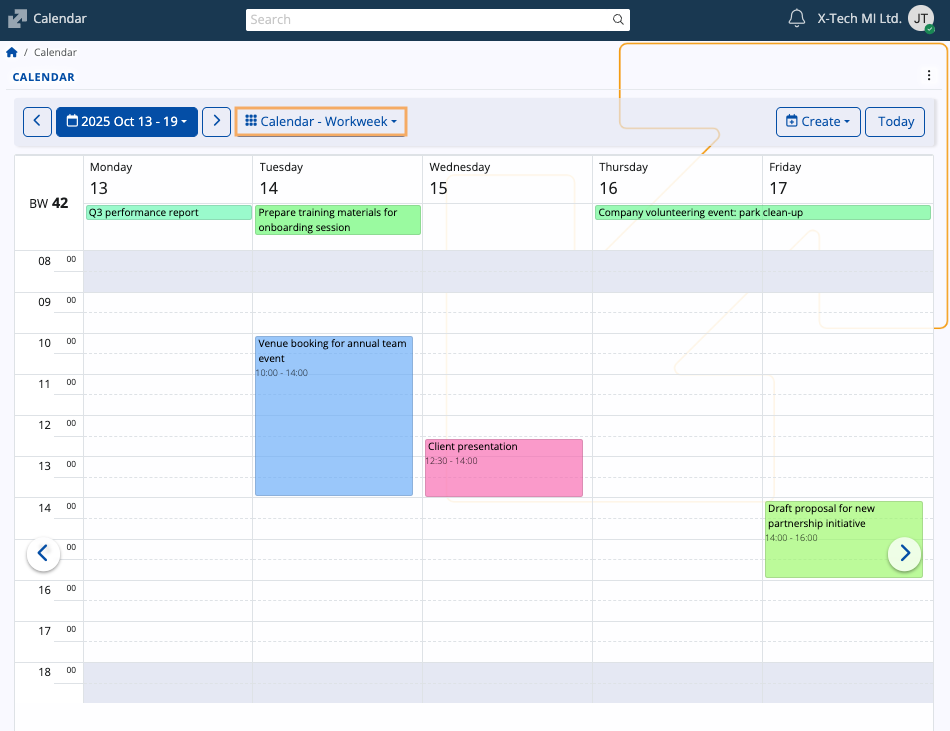 Calendar
Search
X-Tech MI Ltd.
JT
/ Calendar
CALENDAR
2025 Oct 13 - 19
Calendar - Workweek
Create
Today
BW 42
Monday
13
Tuesday
14
Wednesday
15
Thursday
16
Friday
17
Q3 performance report
Prepare training materials for
onboarding session
Company volunteering event: park clean-up
08 00
09 00
10 00
Venue booking for annual team
event
10:00 - 14:00
11 00
12 00
Client presentation
12:30 - 14:00
13 00
14 00
Draft proposal for new
partnership initiative
14:00 - 16:00
00
16 00
17 00
18 00